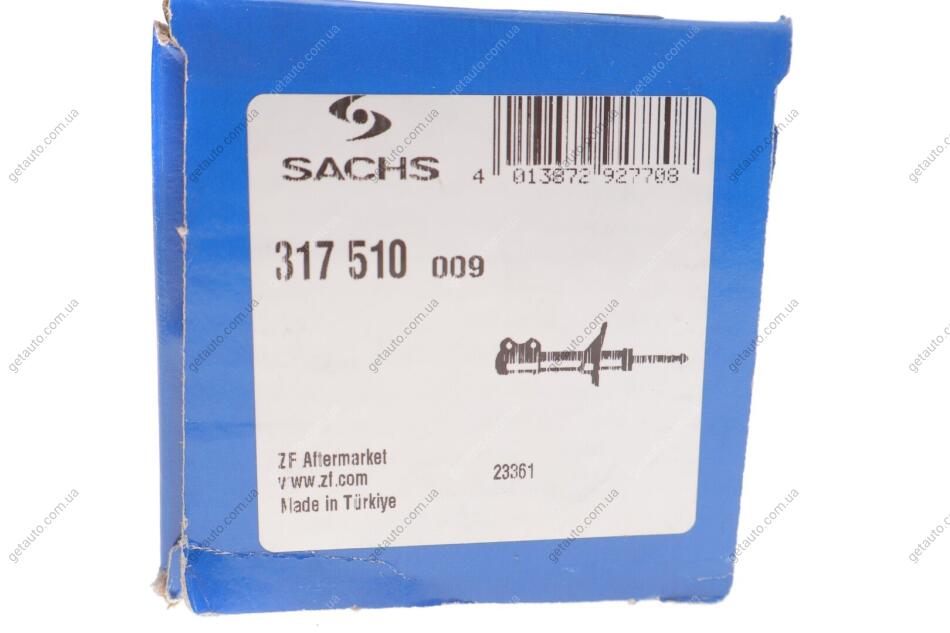 SACHS
4 013872 927708
317 510 009
ZF Aftermarket
www.zf.com
Made in Türkiye
23361
getauto.com.ua